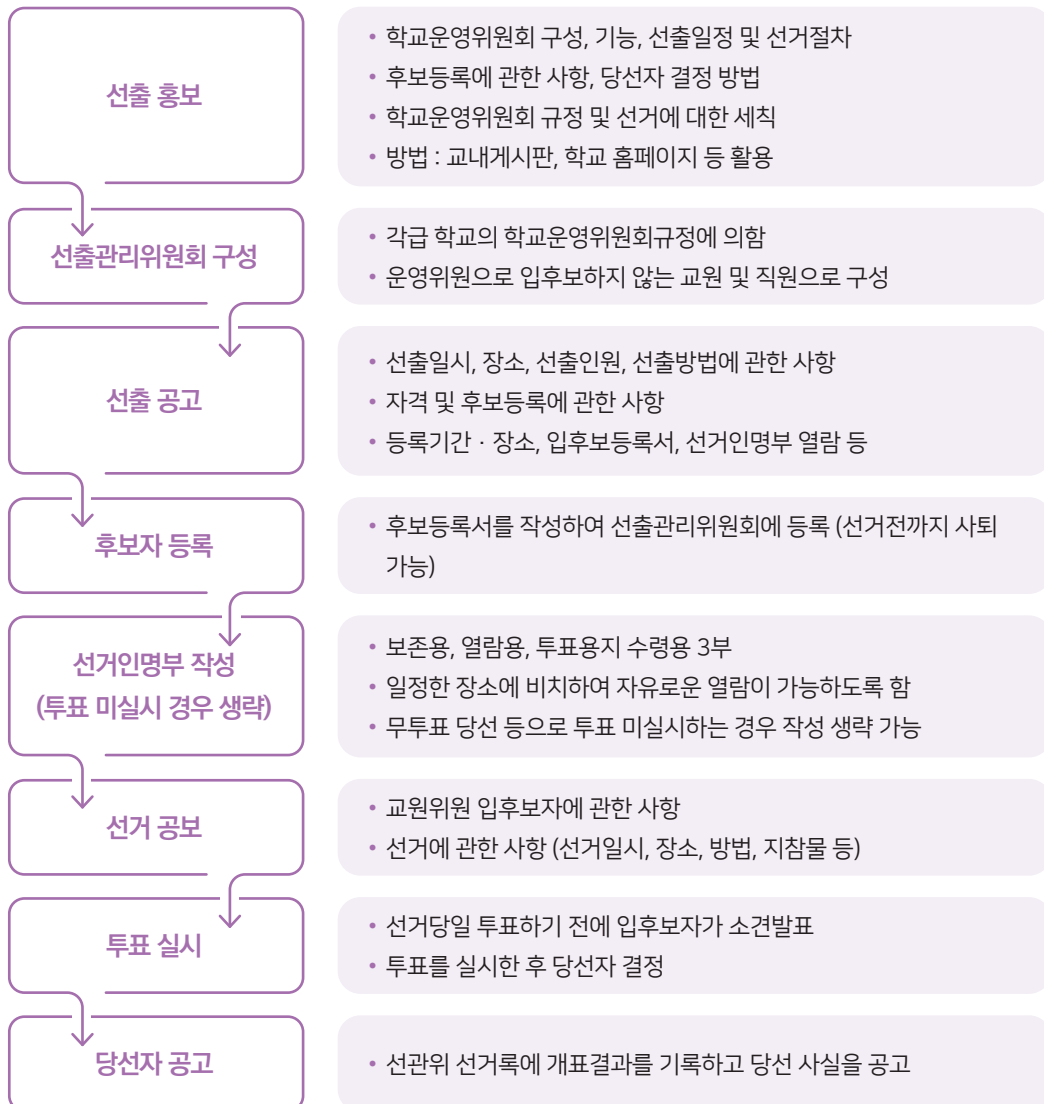 선출 홍보
• 학교운영위원회 구성, 기능, 선출일정 및 선거절차
• 후보등록에 관한 사항, 당선자 결정 방법
• 학교운영위원회 규정 및 선거에 대한 세칙
• 방법 : 교내게시판, 학교 홈페이지 등 활용
선출관리위원회 구성
• 각급 학교의 학교운영위원회규정에 의함
• 운영위원으로 입후보하지 않는 교원 및 직원으로 구성
선출 공고
• 선출일시, 장소, 선출인원, 선출방법에 관한 사항
• 자격 및 후보등록에 관한 사항
• 등록기간 · 장소, 입후보등록서, 선거인명부 열람 등
후보자 등록
• 후보등록서를 작성하여 선출관리위원회에 등록 (선거전까지 사퇴
가능)
선거인명부 작성
(투표 미실시 경우 생략)
• 보존용, 열람용, 투표용지 수령용 3부
• 일정한 장소에 비치하여 자유로운 열람이 가능하도록 함
• 무투표 당선 등으로 투표 미실시하는 경우 작성 생략 가능
선거 공보
• 교원위원 입후보자에 관한 사항
• 선거에 관한 사항 (선거일시, 장소, 방법, 지참물 등)
투표 실시
• 선거당일 투표하기 전에 입후보자가 소견발표
• 투표를 실시한 후 당선자 결정
당선자 공고
• 선관위 선거록에 개표결과를 기록하고 당선 사실을 공고